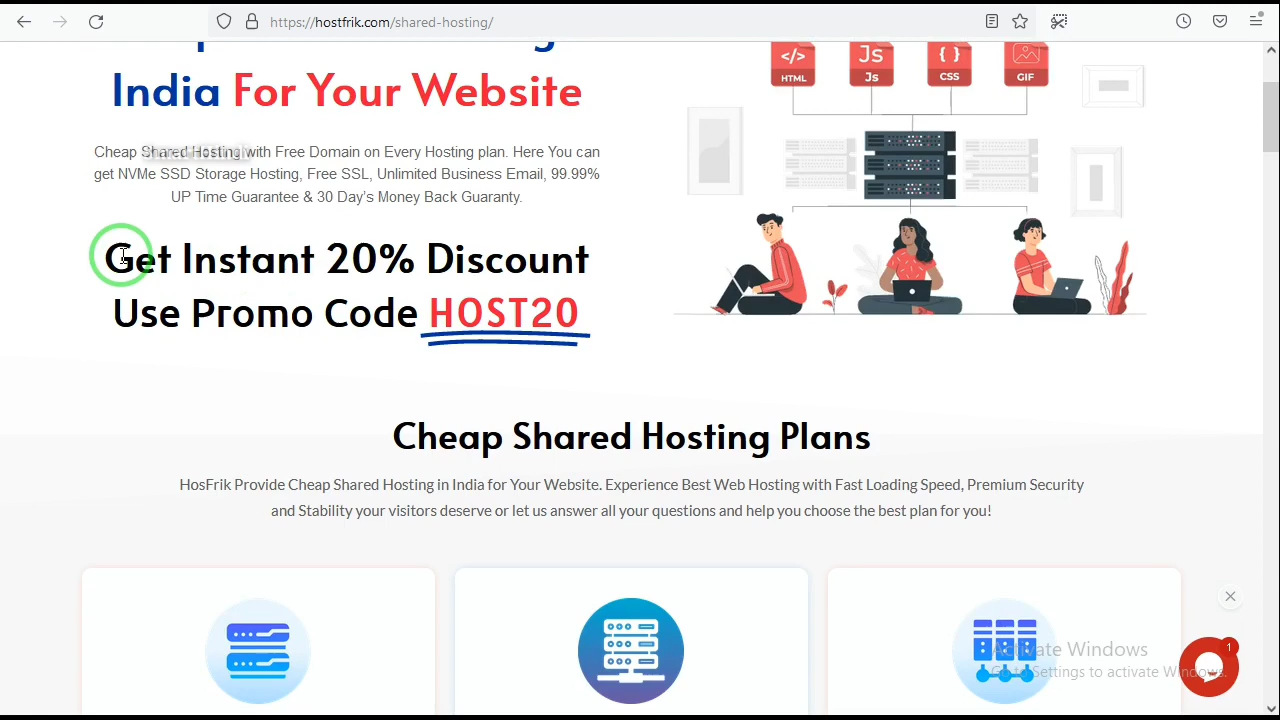 https://hostfrik.com/shared-hosting/
India For Your Website
Cheap Shared Hosting with Free Domain on Every Hosting plan. Here You can
get NVMe SSD Storage Hosting, Free SSL, Unlimited Business Email, 99.99%
UP Time Guarantee & 30 Day's Money Back Guaranty.
Get Instant 20% Discount
Use Promo Code HOST20
</> HTML
Js Js
{ } CSS
GIF
Cheap Shared Hosting Plans
HosFrik Provide Cheap Shared Hosting in India for Your Website. Experience Best Web Hosting with Fast Loading Speed, Premium Security
and Stability your visitors deserve or let us answer all your questions and help you choose the best plan for you!
Activate Windows
Go to Settings to activate Windows.
1